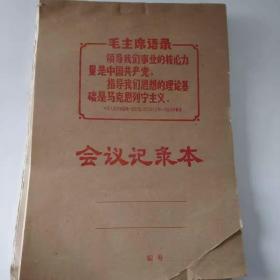 毛主席语录
领导我们事业的核心力
量是中国共产党。
指导我们思想的理论基
础是马克思列宁主义。
会议记录本
编号